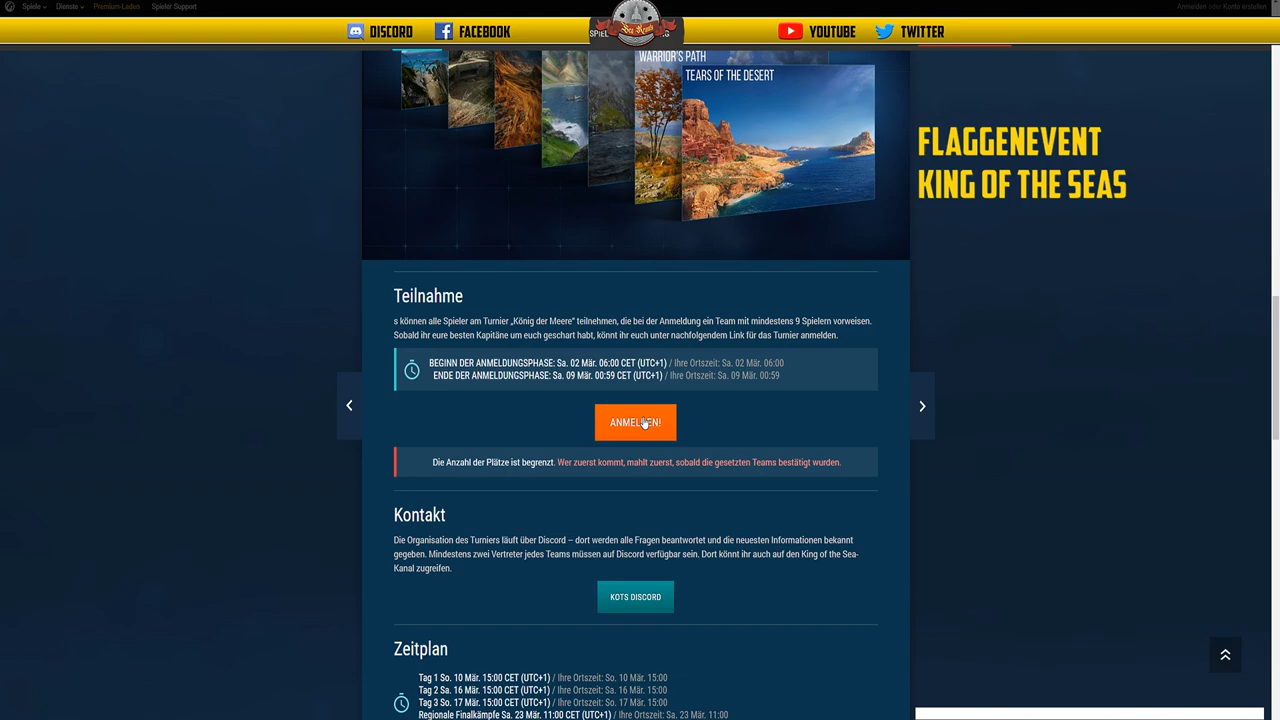 Spiele Dienste Premium-Laden Spieler Support
Anmelden oder Konto erstellen
DISCORD FACEBOOK
YOUTUBE TWITTER
WARRIOR'S PATH
TEARS OF THE DESERT
FLAGGENEVENT
KING OF THE SEAS
Teilnahme
s können alle Spieler am Turnier „König der Meere" teilnehmen, die bei der Anmeldung ein Team mit mindestens 9 Spielern vorweisen.
Sobald ihr eure besten Kapitäne um euch geschart habt, könnt ihr euch unter nachfolgendem Link für das Turnier anmelden.
BEGINN DER ANMELDUNGSPHASE: Sa. 02 Mär. 06:00 CET (UTC+1) / Ihre Ortszeit: Sa. 02 Mär. 06:00
ENDE DER ANMELDUNGSPHASE: Sa. 09 Mär. 00:59 CET (UTC+1) / Ihre Ortszeit: Sa. 09 Mär. 00:59
ANMELDEN!
Die Anzahl der Plätze ist begrenzt. Wer zuerst kommt, mahlt zuerst, sobald die gesetzten Teams bestätigt wurden.
Kontakt
Die Organisation des Turniers läuft über Discord – dort werden alle Fragen beantwortet und die neuesten Informationen bekannt
gegeben. Mindestens zwei Vertreter jedes Teams müssen auf Discord verfügbar sein. Dort könnt ihr auch auf den King of the Sea-
Kanal zugreifen.
KOTS DISCORD
Zeitplan
Tag 1 So. 10 Mär. 15:00 CET (UTC+1) / Ihre Ortszeit: So. 10 Mär. 15:00
Tag 2 Sa. 16 Mär. 15:00 CET (UTC+1) / Ihre Ortszeit: Sa. 16 Mär. 15:00
Tag 3 So. 17 Mär. 15:00 CET (UTC+1) / Ihre Ortszeit: So. 17 Mär. 15:00
Regionale Finalkämpfe Sa. 23 Mär. 11:00 CET (UTC+1) / Ihre Ortszeit: Sa. 23 Mär. 11:00